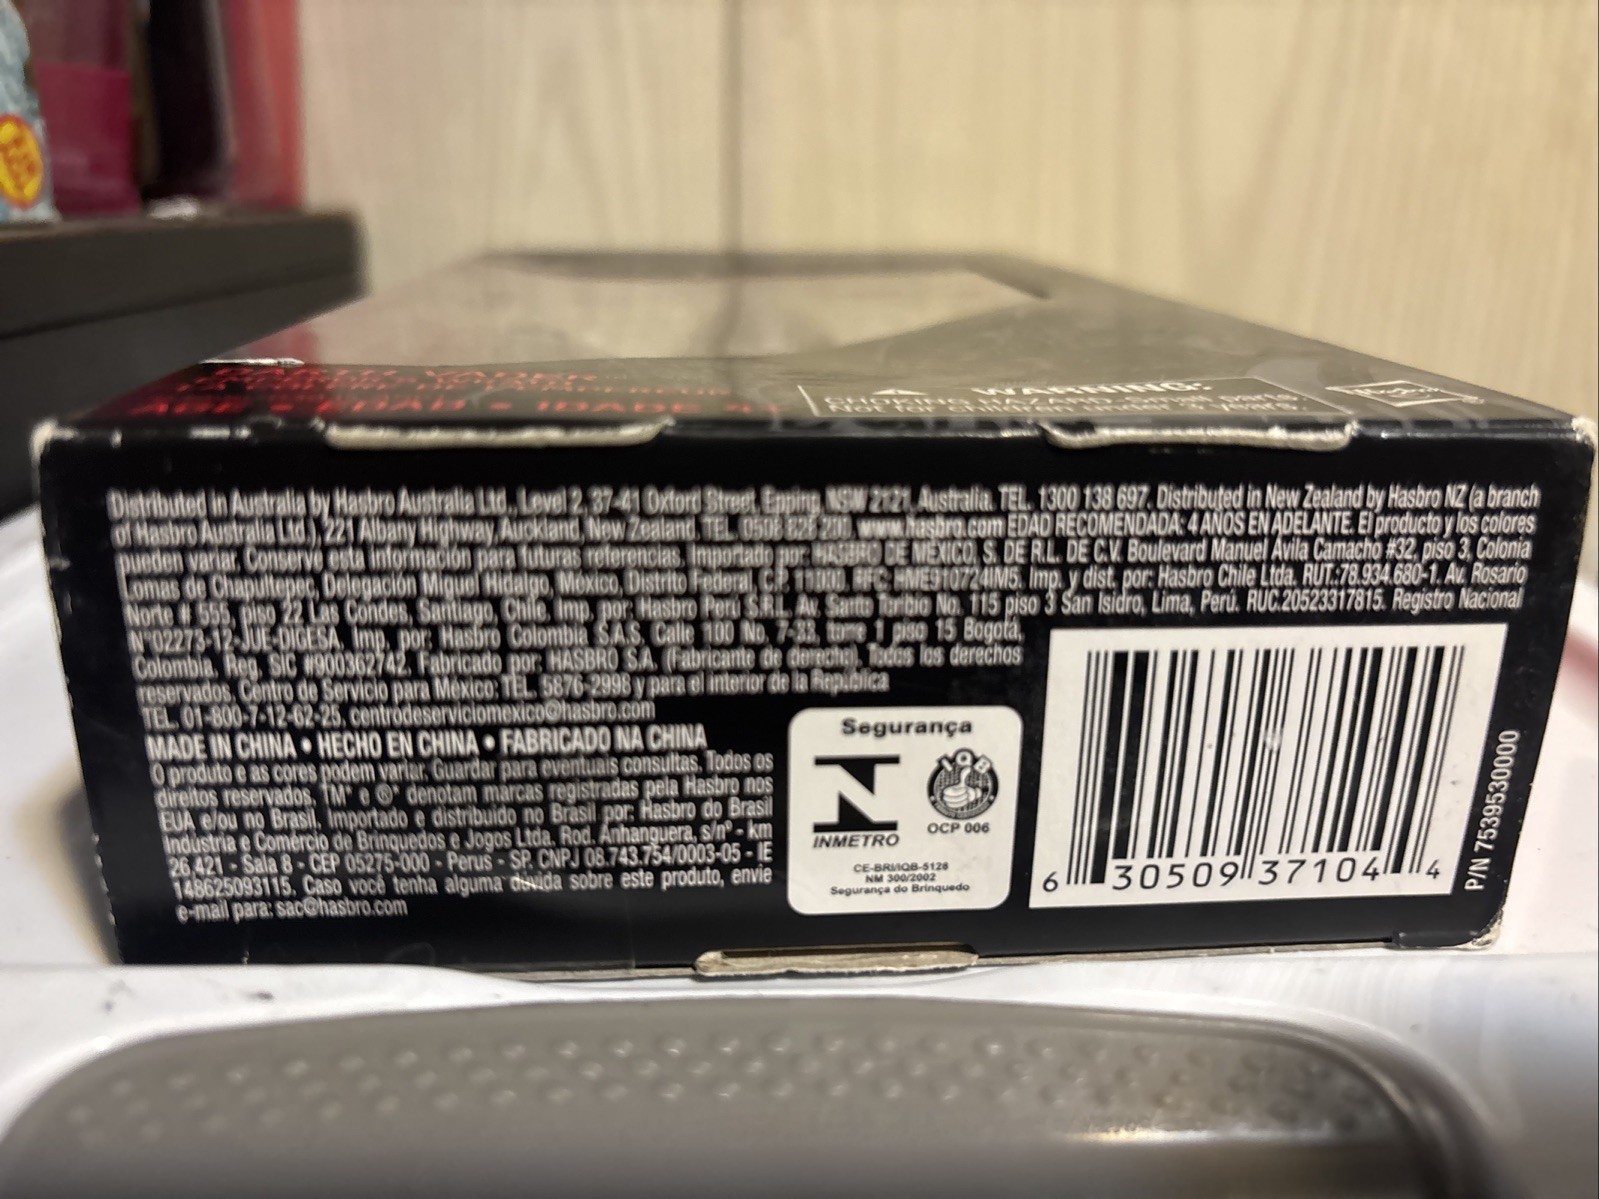 DARTH VADER
AGE • EDAD • IDADE 4+
WARNING:
CHOKING HAZARD-Small parts.
Not for children under 3 years.
Distributed in Australia by Hasbro Australia Ltd., Level 2, 37-41 Oxford Street, Epping, NSW 2121, Australia. TEL. 1300 138 697. Distributed in New Zealand by Hasbro NZ (a branch
of Hasbro Australia Ltd.), 221 Albany Highway, Auckland, New Zealand. TEL. 0508 828 200. www.hasbro.com EDAD RECOMENDADA: 4 AÑOS EN ADELANTE. El producto y los colores
pueden variar. Conserve esta información para futuras referencias. Importado por: HASBRO DE MEXICO, S. DE R.L. DE C.V. Boulevard Manuel Ávila Camacho #32, piso 3, Colonia
Lomas de Chapultepec, Delegación Miguel Hidalgo, México, Distrito Federal, C.P. 11000. RFC: HME910724IM5. Imp. y dist. por: Hasbro Chile Ltda. RUT:78.934.680-1. Av. Rosario
Norte # 555, piso 22 Las Condes, Santiago, Chile. Imp. por: Hasbro Perú S.R.L. Av. Santo Toribio No. 115 piso 3 San Isidro, Lima, Perú. RUC.20523317815. Registro Nacional
N°02273-12-JUE-DIGESA. Imp. por: Hasbro Colombia S.A.S. Calle 100 No. 7-33, torre 1 piso 15 Bogotá,
Colombia. Reg. SIC #900362742. Fabricado por: HASBRO S.A. (Fabricante de derecho). Todos los derechos
reservados. Centro de Servicio para México: TEL. 5876-2998 y para el interior de la República
TEL. 01-800-7-12-62-25, centrodeserviciomexico@hasbro.com
MADE IN CHINA • HECHO EN CHINA • FABRICADO NA CHINA
O produto e as cores podem variar. Guardar para eventuais consultas. Todos os
direitos reservados. TM* o ®* denotam marcas registradas pela Hasbro nos
EUA e/ou no Brasil. Importado e distribuído no Brasil por: Hasbro do Brasil
Indústria e Comércio de Brinquedos e Jogos Ltda. Rod. Anhanguera, s/nº - km
26,421 - Sala 8 - CEP 05275-000 - Perus - SP. CNPJ 08.743.754/0003-05 - IE
148625093115. Caso você tenha alguma dúvida sobre este produto, envie
e-mail para: sac@hasbro.com
Segurança
INMETRO
IQB
OCP 006
CE-BRI/IQB-5128
NM 300/2002
Segurança do Brinquedo
6 30509 37104 4
P/N 7539530000